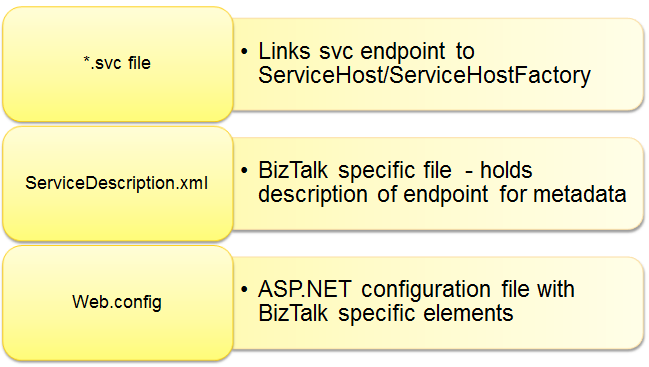 *.svc file
• Links svc endpoint to
ServiceHost/ServiceHostFactory
ServiceDescription.xml
• BizTalk specific file - holds
description of endpoint for metadata
Web.config
• ASP.NET configuration file with
BizTalk specific elements